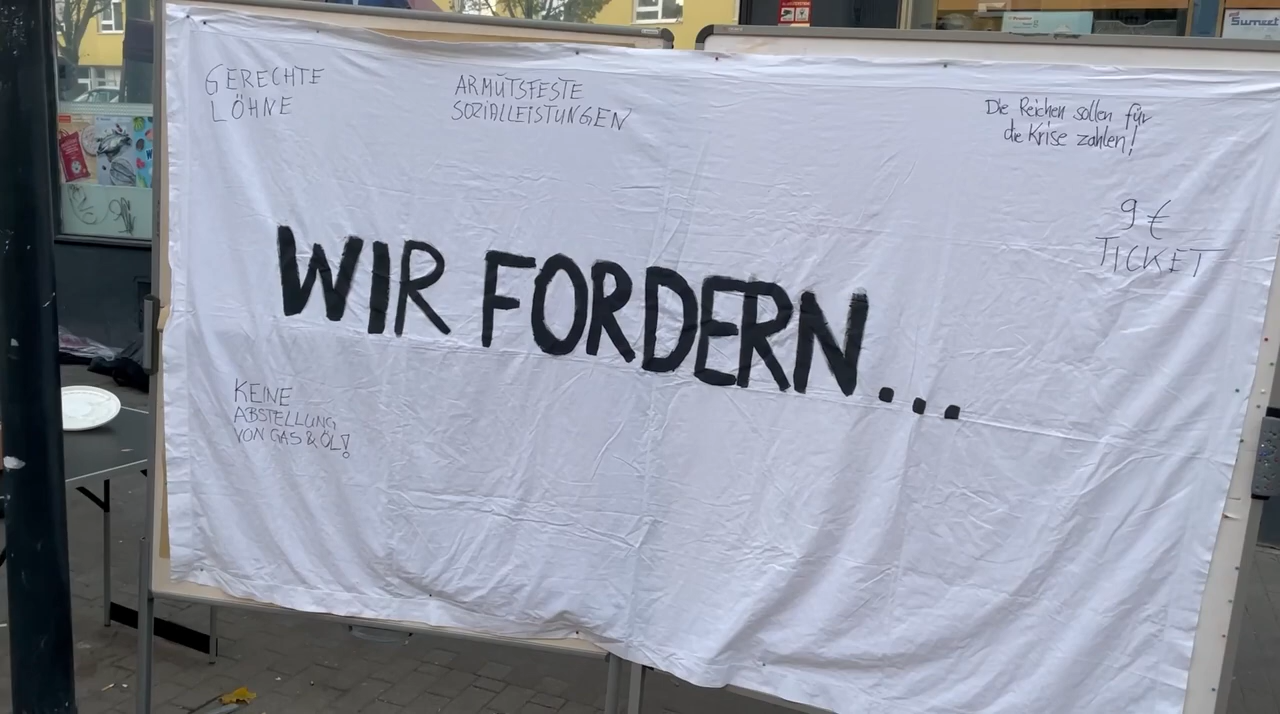 GERECHTE
LÖHNE
ARMUTSFESTE
SOZIALLEISTUNGEN
Die Reichen sollen für
die Krise zahlen!
9 €
TICKET
WIR FORDERN...
KEINE
ABSTELLUNG
VON GAS & ÖL!